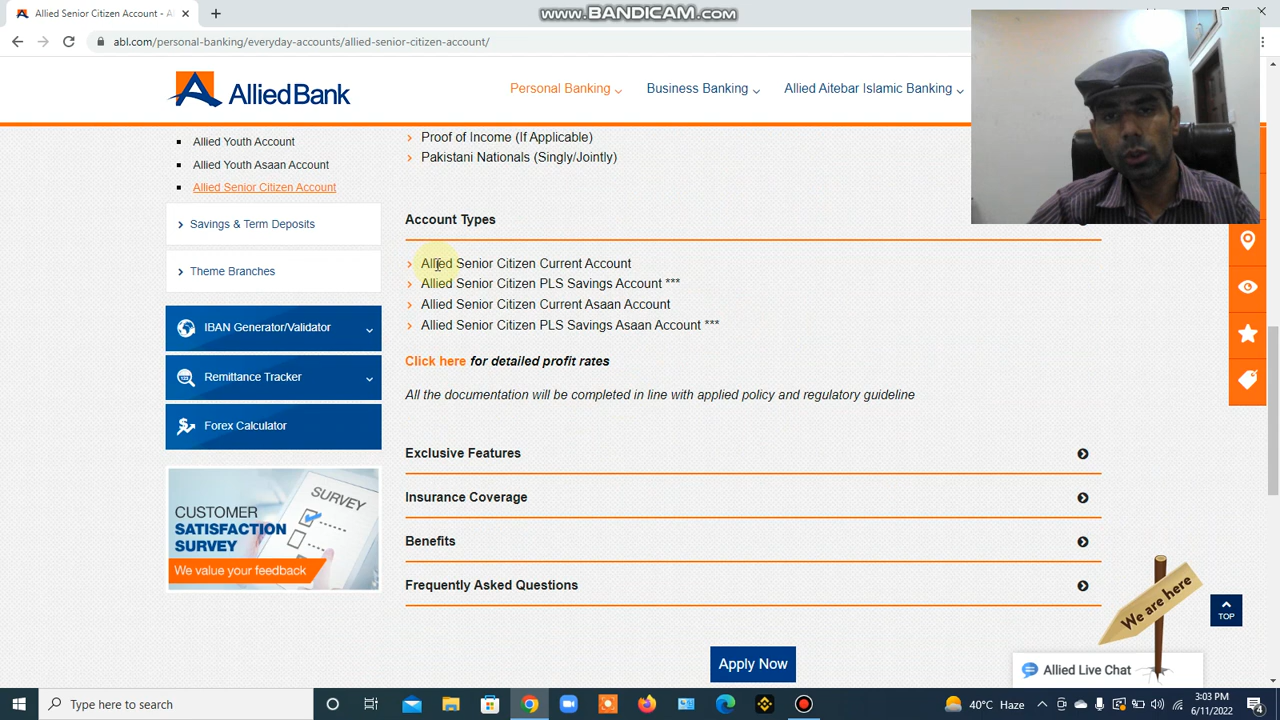 Allied Senior Citizen Account - A
www.BANDICAM.com
abl.com/personal-banking/everyday-accounts/allied-senior-citizen-account/
Allied Bank
Personal Banking
Business Banking
Allied Aitebar Islamic Banking
Allied Youth Account
Allied Youth Asaan Account
Allied Senior Citizen Account
Savings & Term Deposits
Theme Branches
IBAN Generator/Validator
Remittance Tracker
Forex Calculator
CUSTOMER
SATISFACTION
SURVEY
We value your feedback
SURVEY
Proof of Income (If Applicable)
Pakistani Nationals (Singly/Jointly)
Account Types
Allied Senior Citizen Current Account
Allied Senior Citizen PLS Savings Account ***
Allied Senior Citizen Current Asaan Account
Allied Senior Citizen PLS Savings Asaan Account ***
Click here for detailed profit rates
All the documentation will be completed in line with applied policy and regulatory guideline
Exclusive Features
Insurance Coverage
Benefits
Frequently Asked Questions
Apply Now
We are here
TOP
Allied Live Chat
Type here to search
40°C Haze
3:03 PM
6/11/2022
4